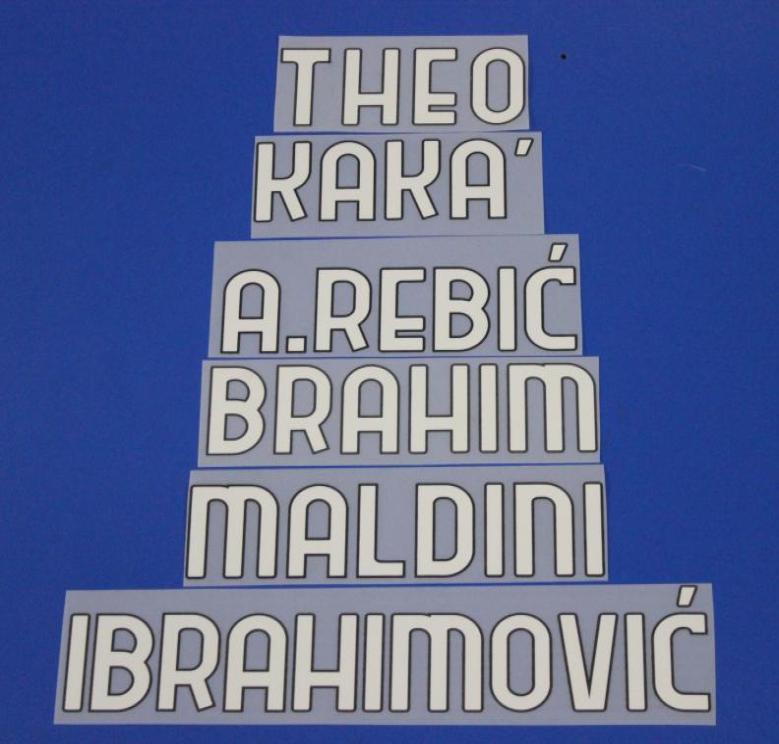 THEO
KAKA’
A.REBIĆ
BRAHIM
MALDINI
IBRAHIMOVIĆ